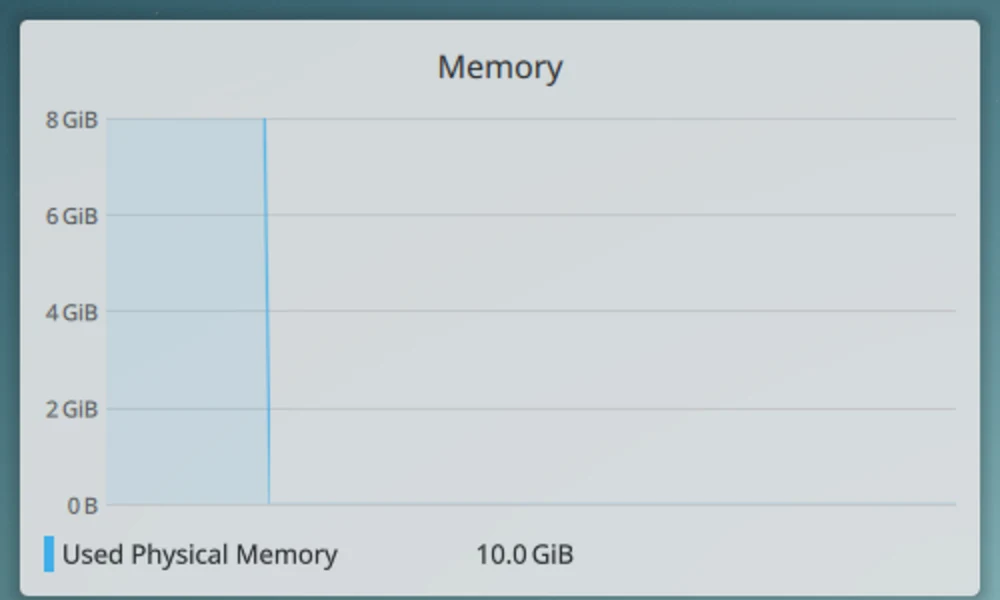 Memory
8 GiB
6 GiB
4 GiB
2 GiB
0 B
Used Physical Memory 10.0 GiB